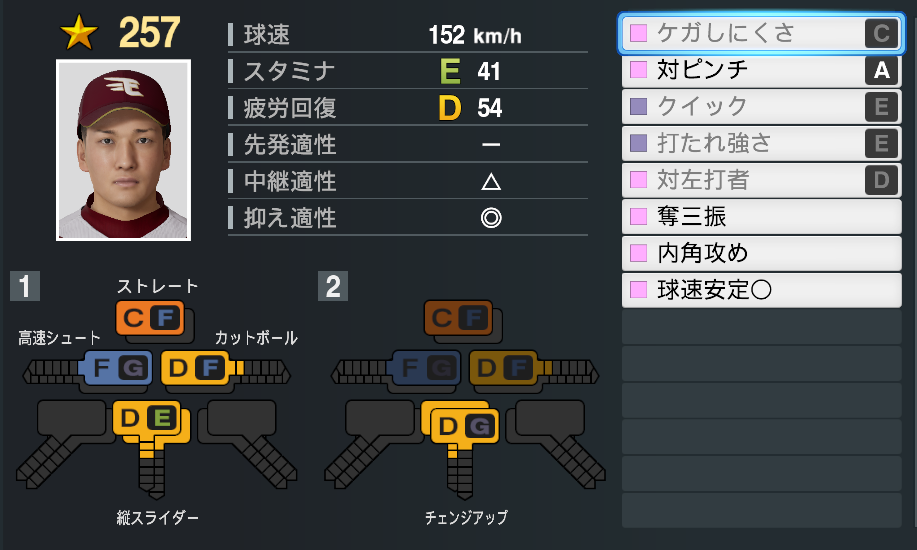 257
球速 152 km/h
スタミナ E 41
疲労回復 D 54
先発適性 ー
中継適性 △
抑え適性 ◎
ケガしにくさ C
対ピンチ A
クイック E
打たれ強さ E
対左打者 D
奪三振
内角攻め
球速安定○
1
ストレート
C F
高速シュート
カットボール
F G
D F
D E
縦スライダー
2
C F
F G
D F
D G
チェンジアップ